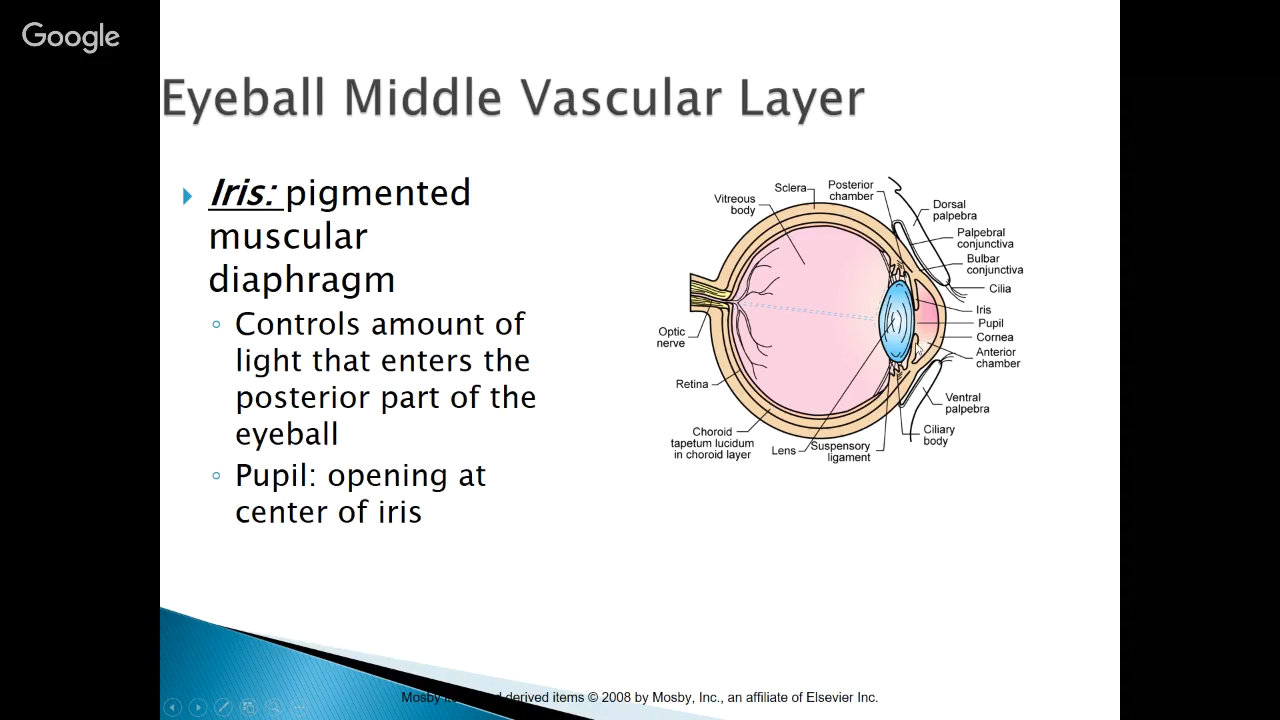 Google
Eyeball Middle Vascular Layer
Iris: pigmented
muscular
diaphragm
Controls amount of
light that enters the
posterior part of the
eyeball
Pupil: opening at
center of iris
Sclera
Posterior
chamber
Vitreous
body
Dorsal
palpebra
Palpebral
conjunctiva
Bulbar
conjunctiva
Cilia
Iris
Pupil
Cornea
Anterior
chamber
Optic
nerve
Retina
Ventral
palpebra
Choroid
tapetum lucidum
in choroid layer
Lens
Suspensory
ligament
Ciliary
body
Mosby derived items © 2008 by Mosby, Inc., an affiliate of Elsevier Inc.